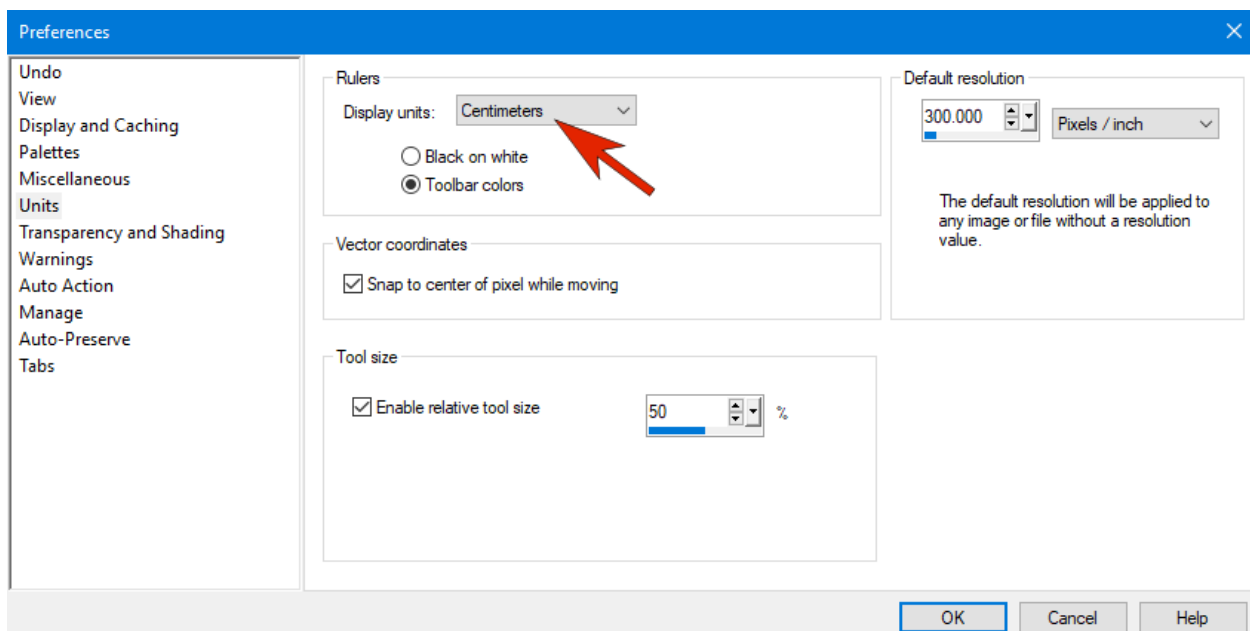 Preferences
Undo
View
Display and Caching
Palettes
Miscellaneous
Units
Transparency and Shading
Warnings
Auto Action
Manage
Auto-Preserve
Tabs
Rulers
Display units: Centimeters
Black on white
Toolbar colors
Vector coordinates
Snap to center of pixel while moving
Tool size
Enable relative tool size 50 %
Default resolution
300.000 Pixels / inch
The default resolution will be applied to
any image or file without a resolution
value.
OK Cancel Help